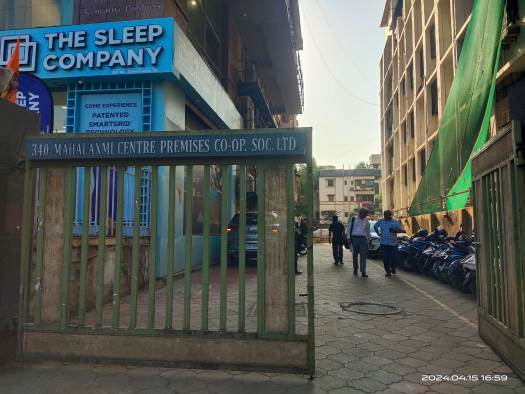 THE SLEEP
COMPANY
COME EXPERIENCE
PATENTED
SMARTGRID
TECHNOLOGY
340, MAHALAXMI CENTRE PREMISES CO-OP. SOC. LTD
2024.04.15 16:59